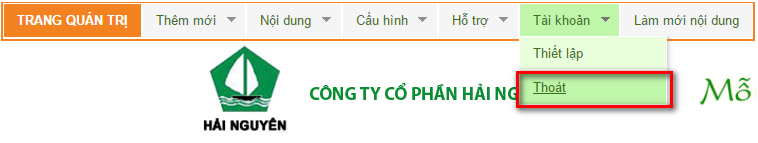 TRANG QUẢN TRỊ Thêm mới Nội dung Cấu hình Hỗ trợ Tài khoản Làm mới nội dung
Thiết lập
Thoát
CÔNG TY CỔ PHẦN HẢI Mỗ
HẢI NGUYÊN